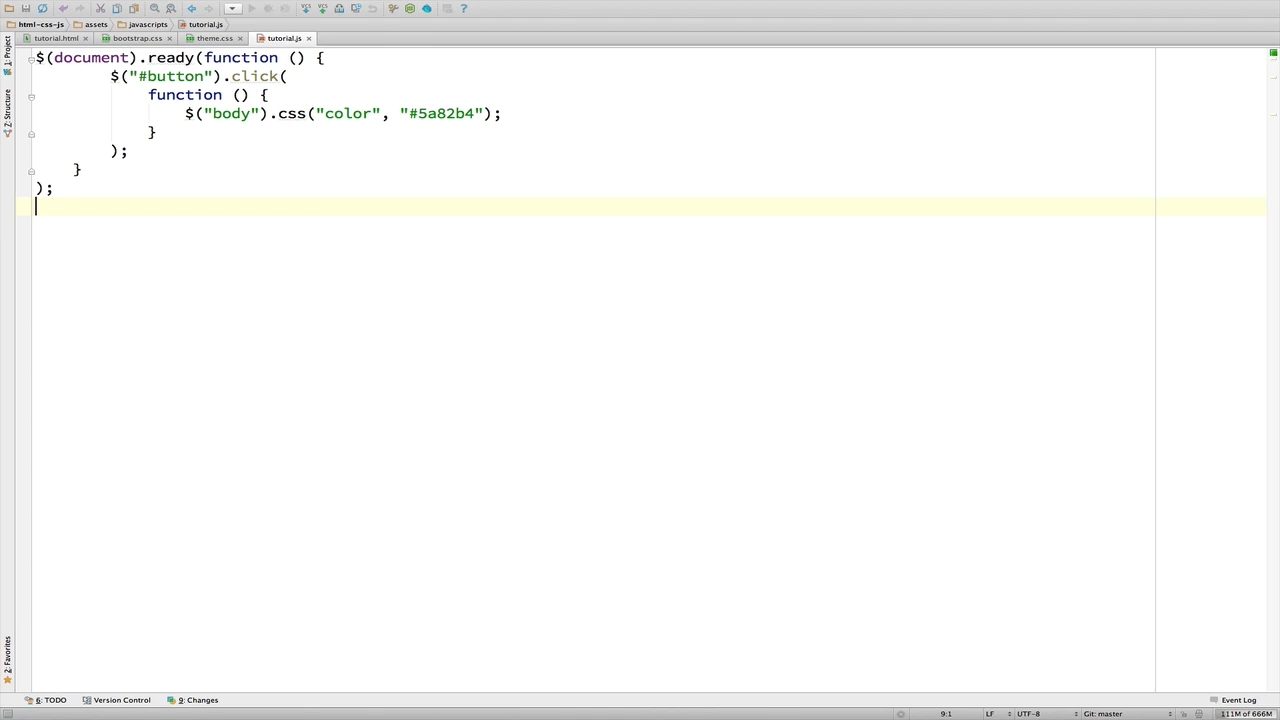 html-css-js assets javascripts tutorial.js
tutorial.html bootstrap.css theme.css tutorial.js
1: Project
7: Structure
2: Favorites
$(document).ready(function () {
$("#button").click(
function () {
$("body").css("color", "#5a82b4");
}
);
}
);
6: TODO Version Control 9: Changes Event Log
9:1 LF UTF-8 Git: master 111M of 666M